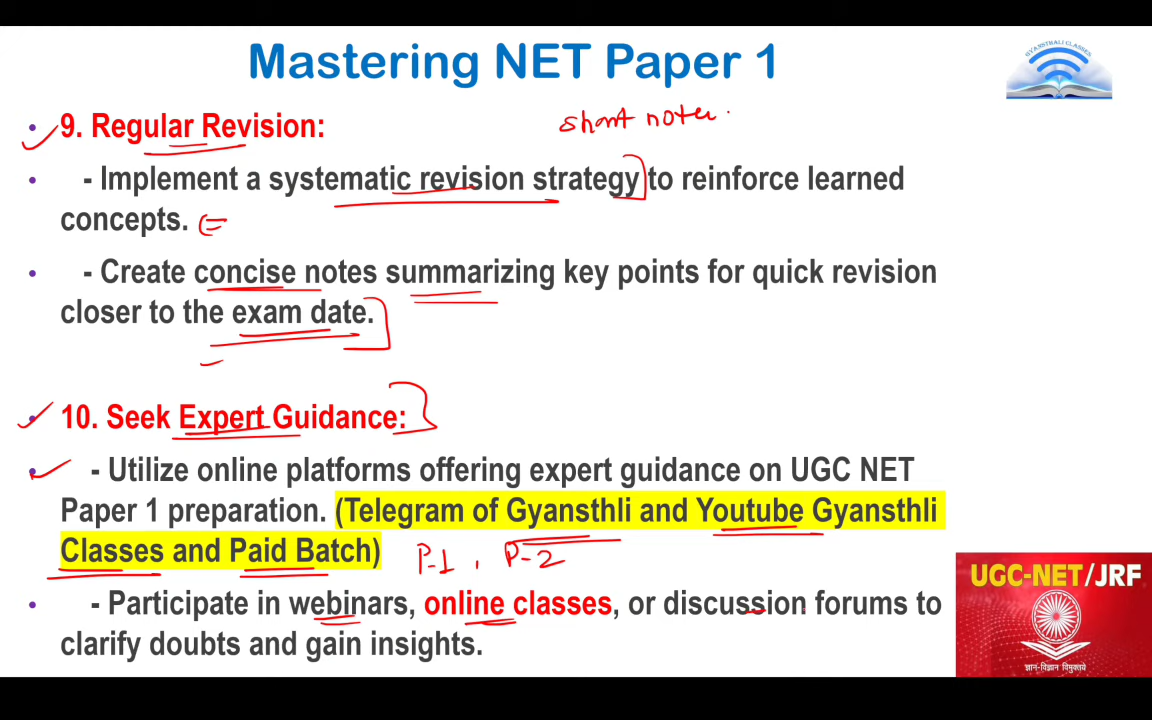 Mastering NET Paper 1
GYANSTHALI CLASSES
• 9. Regular Revision:
short notes.
• - Implement a systematic revision strategy to reinforce learned
concepts.
• - Create concise notes summarizing key points for quick revision
closer to the exam date.
• 10. Seek Expert Guidance:
• - Utilize online platforms offering expert guidance on UGC NET
Paper 1 preparation. (Telegram of Gyansthli and Youtube Gyansthli
Classes and Paid Batch)
P-1, P-2
• - Participate in webinars, online classes, or discussion forums to
clarify doubts and gain insights.
UGC-NET/JRF
ज्ञान-विज्ञान विमुक्तये